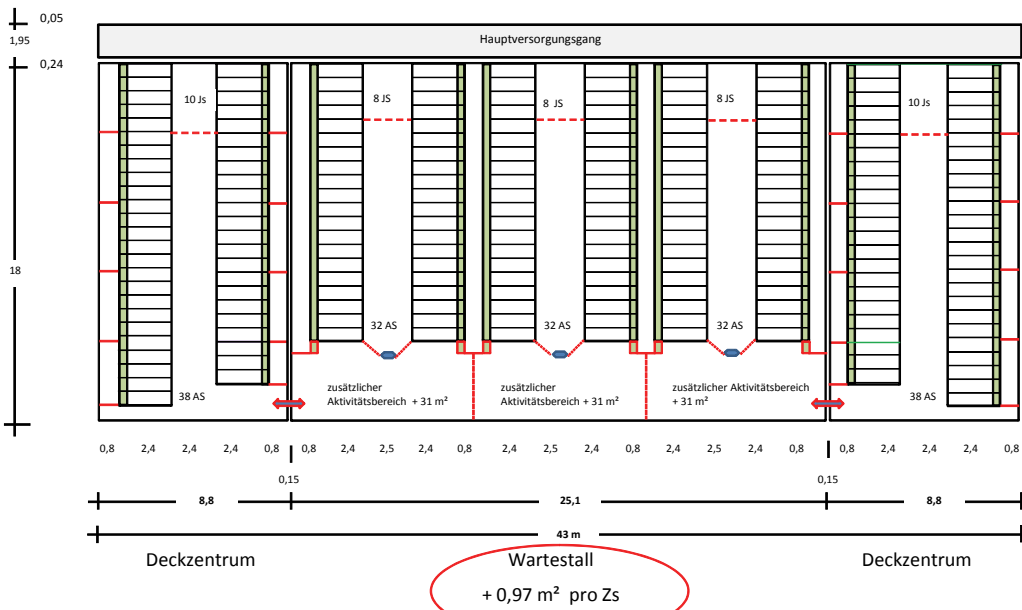 0,05
1,95
Hauptversorgungsgang
0,24
10 Js
8 JS
8 JS
8 JS
10 Js
18
32 AS
32 AS
32 AS
38 AS
zusätzlicher
Aktivitätsbereich + 31 m²
zusätzlicher
Aktivitätsbereich + 31 m²
zusätzlicher Aktivitätsbereich
+ 31 m²
38 AS
0,8 2,4 2,4 2,4 0,8 0,8 2,4 2,5 2,4 0,8 2,4 2,5 2,4 0,8 2,4 2,5 2,4 0,8 0,8 2,4 2,4 2,4 0,8
0,15 0,15
8,8 25,1 8,8
43 m
Deckzentrum Wartestall Deckzentrum
+ 0,97 m² pro Zs